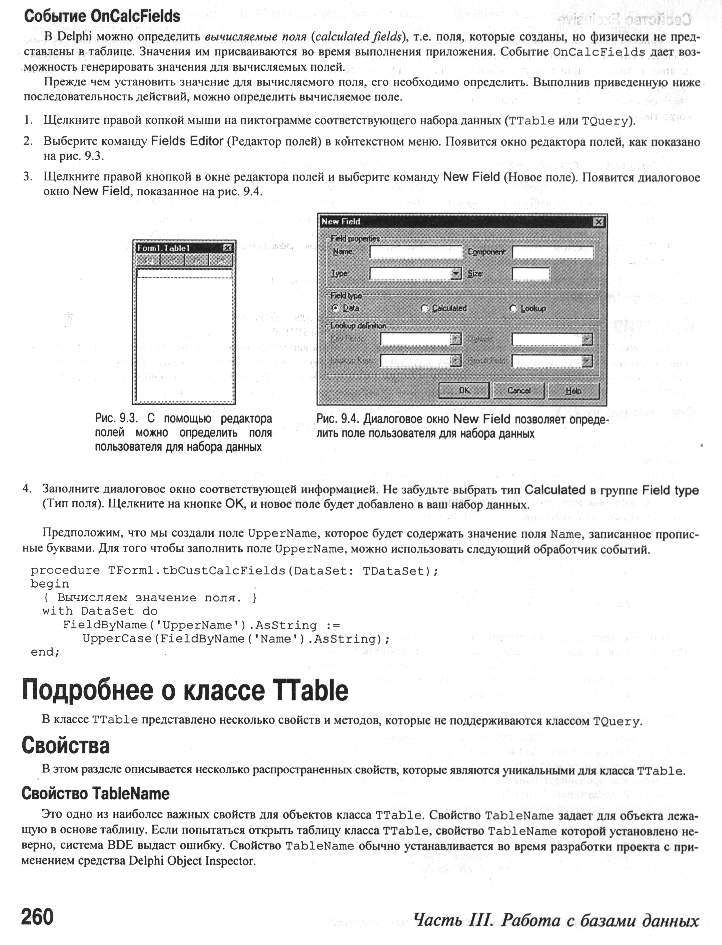 Событие OnCalcFields
В Delphi можно определить вычисляемые поля (calculated fields), т.е. поля, которые созданы, но физически не пред-
ставлены в таблице. Значения им присваиваются во время выполнения приложения. Событие OnCalcFields дает воз-
можность генерировать значения для вычисляемых полей.
Прежде чем установить значение для вычисляемого поля, его необходимо определить. Выполнив приведенную ниже
последовательность действий, можно определить вычисляемое поле.
1. Щелкните правой копкой мыши на пиктограмме соответствующего набора данных (TTable или TQuery).
2. Выберите команду Fields Editor (Редактор полей) в контекстном меню. Появится окно редактора полей, как показано
на рис. 9.3.
3. Щелкните правой кнопкой в окне редактора полей и выберите команду New Field (Новое поле). Появится диалоговое
окно New Field, показанное на рис. 9.4.
Form1.Table1
New Field
Field properties
Name: Component:
Type: Size:
Field type
Data Calculated Lookup
Lookup definition
Key Fields: Dataset:
Lookup Keys: Result Field:
OK Cancel Help
Рис. 9.3. С помощью редактора
полей можно определить поля
пользователя для набора данных
Рис. 9.4. Диалоговое окно New Field позволяет опреде-
лить поле пользователя для набора данных
4. Заполните диалоговое окно соответствующей информацией. Не забудьте выбрать тип Calculated в группе Field type
(Тип поля). Щелкните на кнопке OK, и новое поле будет добавлено в ваш набор данных.
Предположим, что мы создали поле UpperName, которое будет содержать значение поля Name, записанное пропис-
ные буквами. Для того чтобы заполнить поле UpperName, можно использовать следующий обработчик событий.
procedure TForm1.tbCustCalcFields(DataSet: TDataSet);
begin
{ Вычисляем значение поля. }
with DataSet do
FieldByName('UpperName').AsString :=
UpperCase(FieldByName('Name').AsString);
end;
Подробнее о классе TTable
В классе TTable представлено несколько свойств и методов, которые не поддерживаются классом TQuery.
Свойства
В этом разделе описывается несколько распространенных свойств, которые являются уникальными для класса TTable.
Свойство TableName
Это одно из наиболее важных свойств для объектов класса TTable. Свойство TableName задает для объекта лежа-
щую в основе таблицу. Если попытаться открыть таблицу класса TTable, свойство TableName которой установлено не-
верно, система BDE выдаст ошибку. Свойство TableName обычно устанавливается во время разработки проекта с при-
менением средства Delphi Object Inspector.
260
Часть III. Работа с базами данных